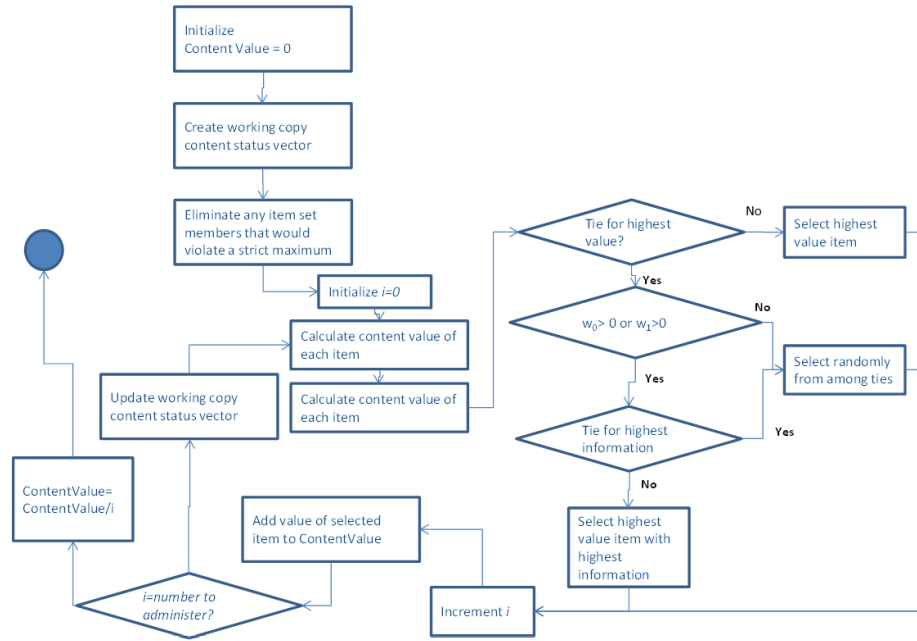 Initialize
Content Value = 0
Create working copy
content status vector
Eliminate any item set
members that would
violate a strict maximum
Initialize i=0
Calculate content value of
each item
Calculate content value of
each item
Tie for highest
value?
No
Select highest
value item
Yes
w0> 0 or w1>0
No
Select randomly
from among ties
Yes
Tie for highest
information
Yes
No
Select highest
value item with
highest
information
Increment i
Add value of selected
item to ContentValue
i=number to
administer?
Update working copy
content status vector
ContentValue=
ContentValue/i